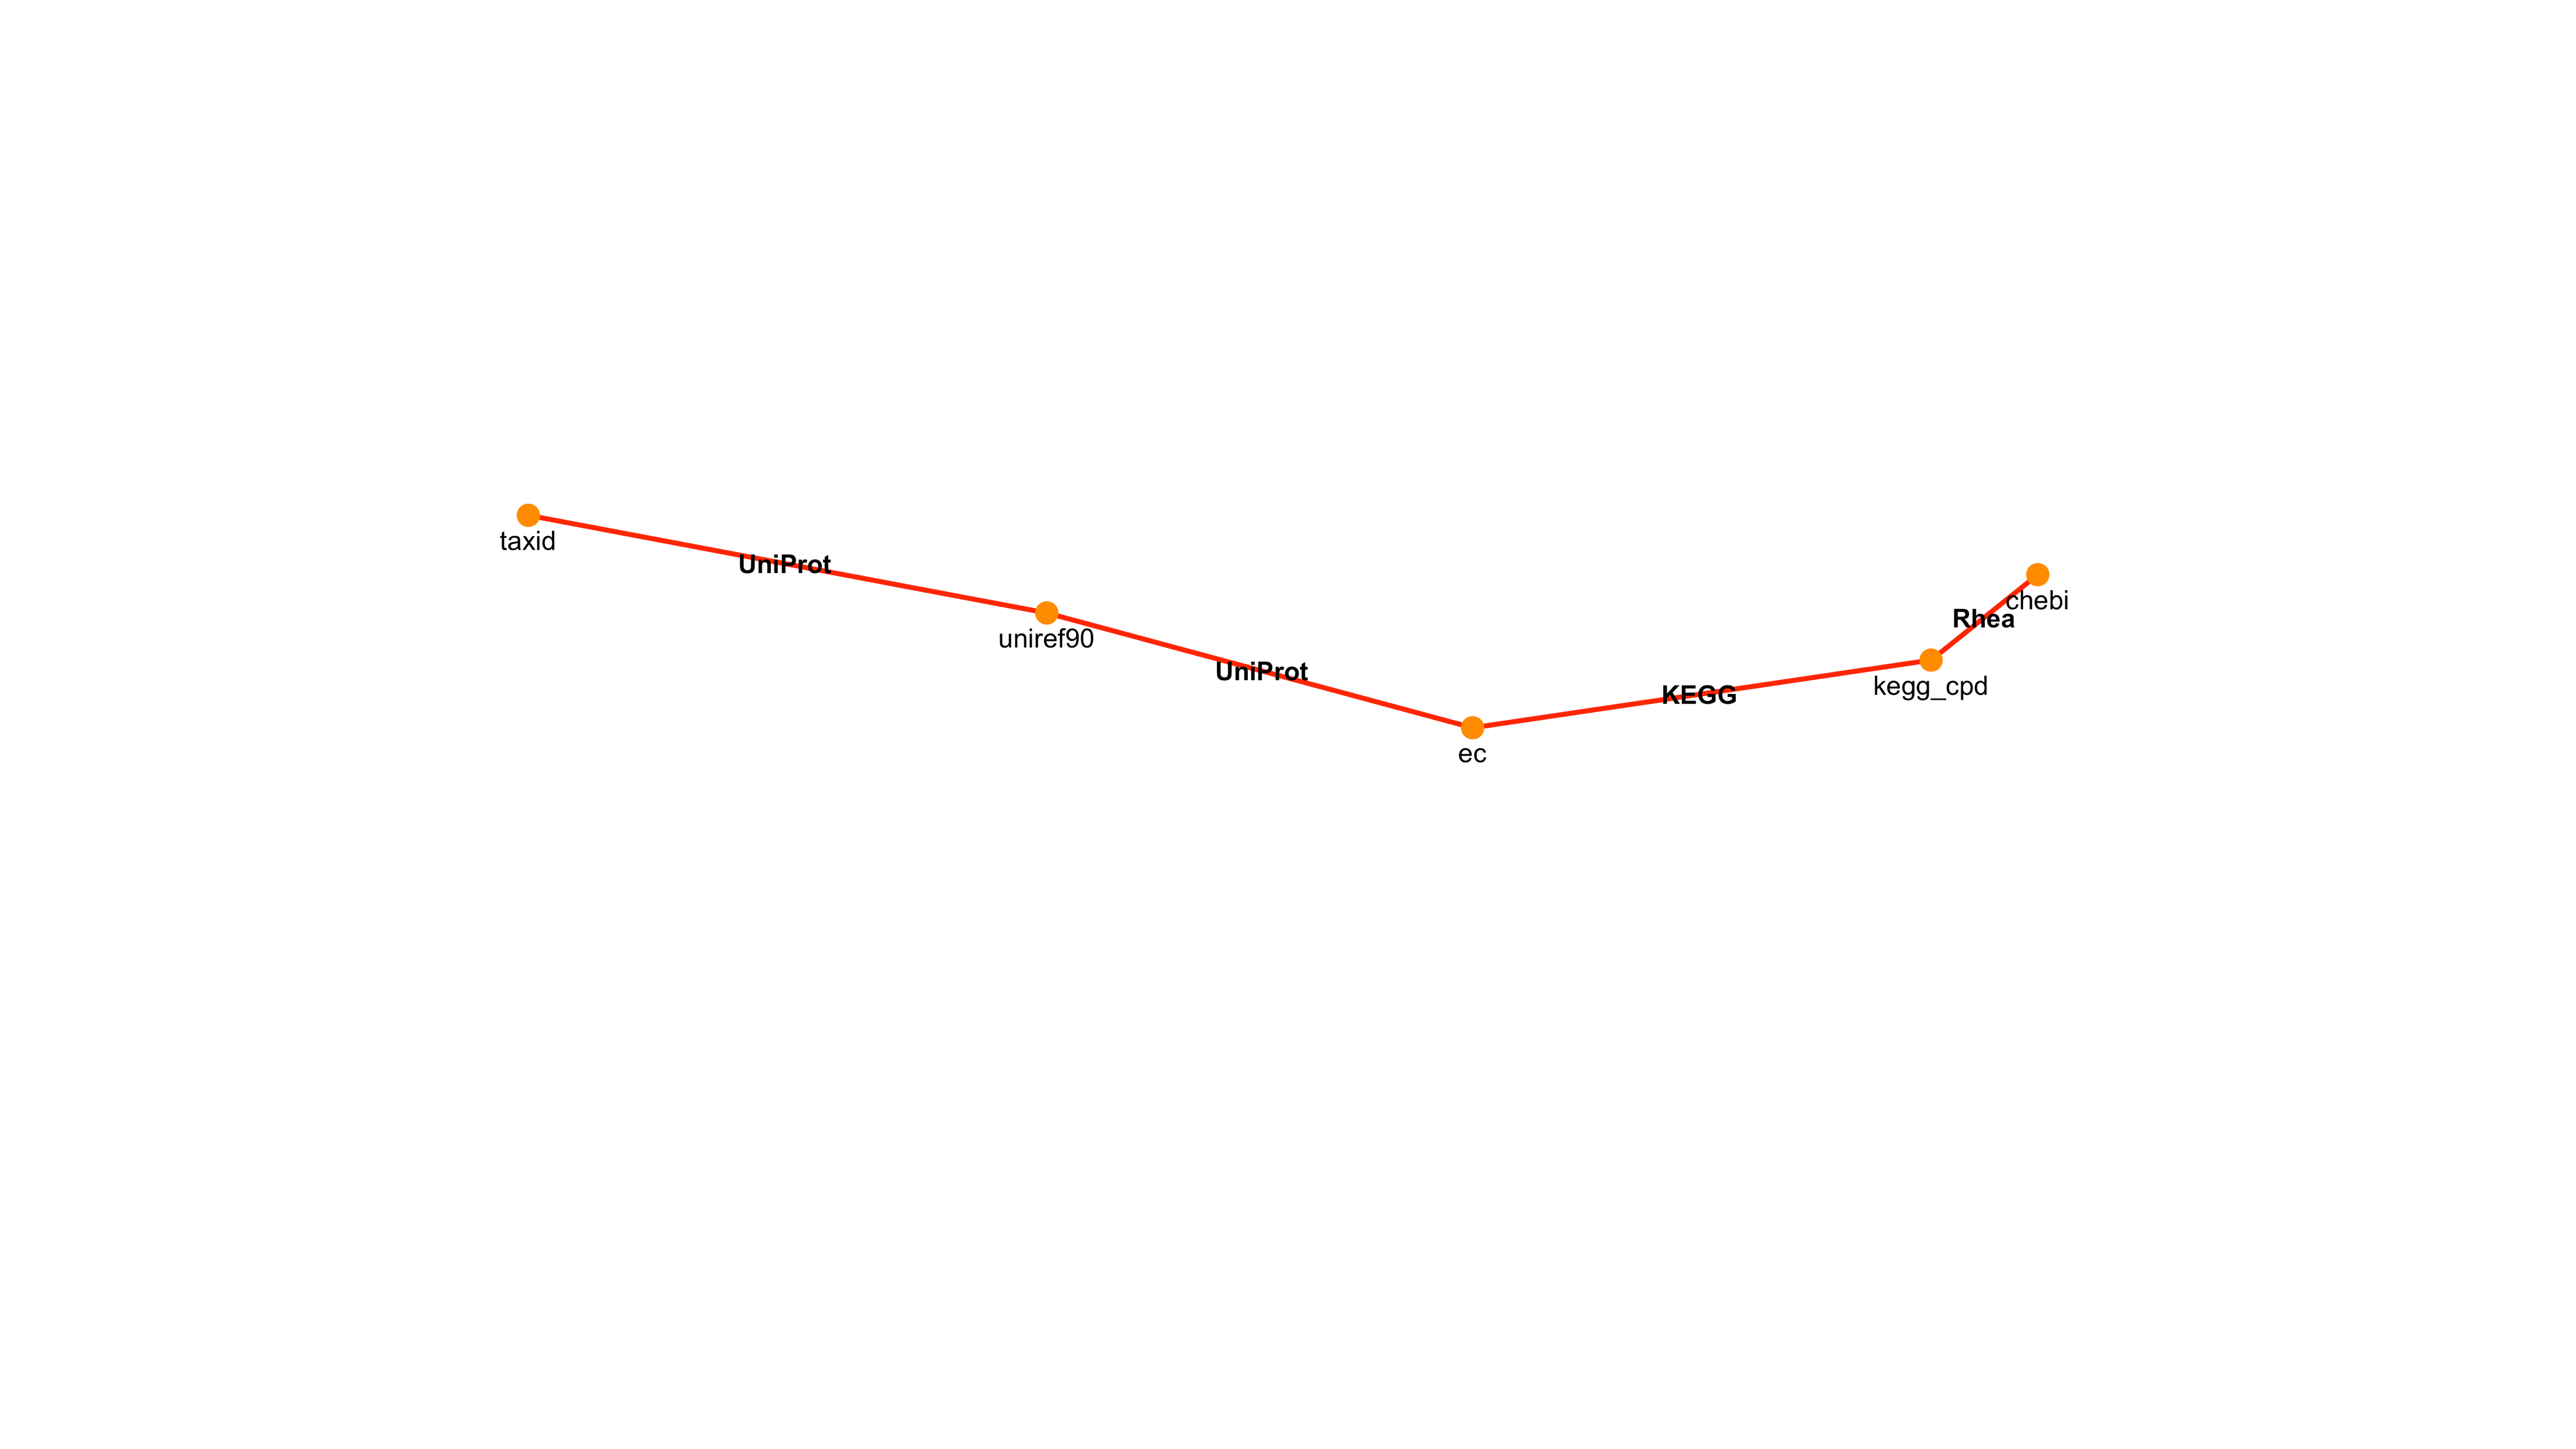 taxid
UniProt
uniref90
UniProt
ec
KEGG
kegg_cpd
Rhea
chebi